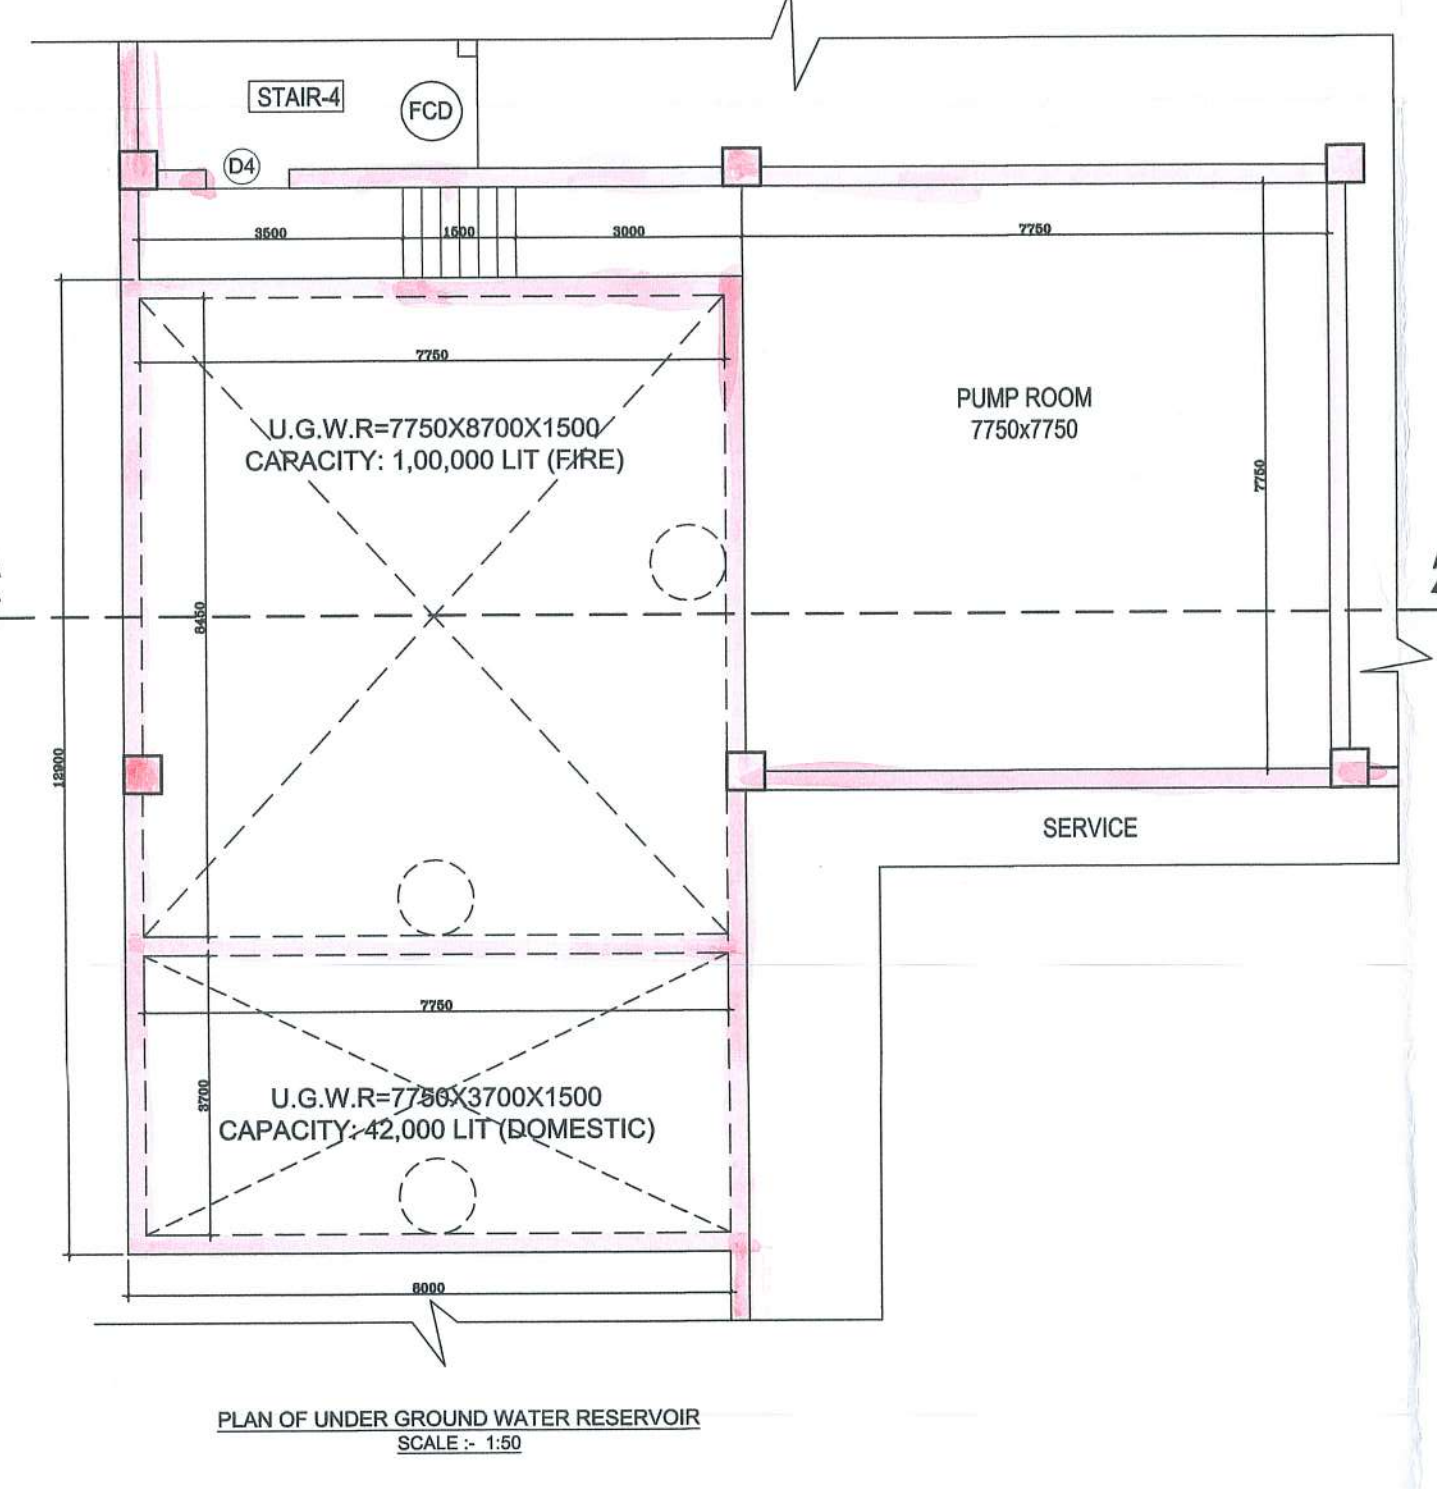 STAIR-4
FCD
D4
3500
1500
3000
7750
7750
U.G.W.R=7750X8700X1500
CARACITY: 1,00,000 LIT (FIRE)
PUMP ROOM
7750x7750
7750
8450
12900
SERVICE
7750
U.G.W.R=7750X3700X1500
CAPACITY: 42,000 LIT (DOMESTIC)
3700
8000
PLAN OF UNDER GROUND WATER RESERVOIR
SCALE :- 1:50